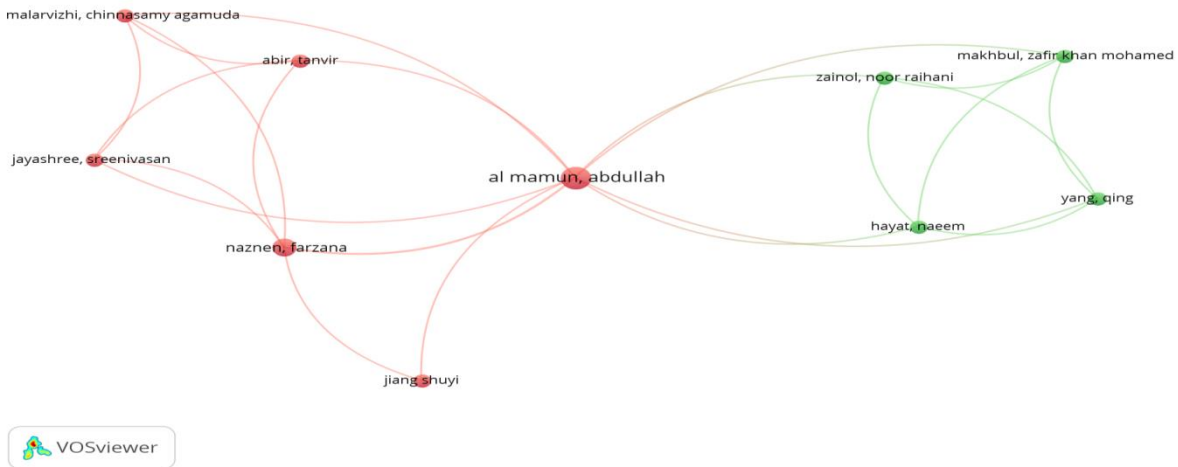 malarvizhi, chinnasamy agamuda
abir, tanvir
makhbul, zafir khan mohamed
zainol, noor raihani
jayashree, sreenivasan
al mamun, abdullah
yang, qing
hayat, naeem
naznen, farzana
jiang shuyi
VOSviewer